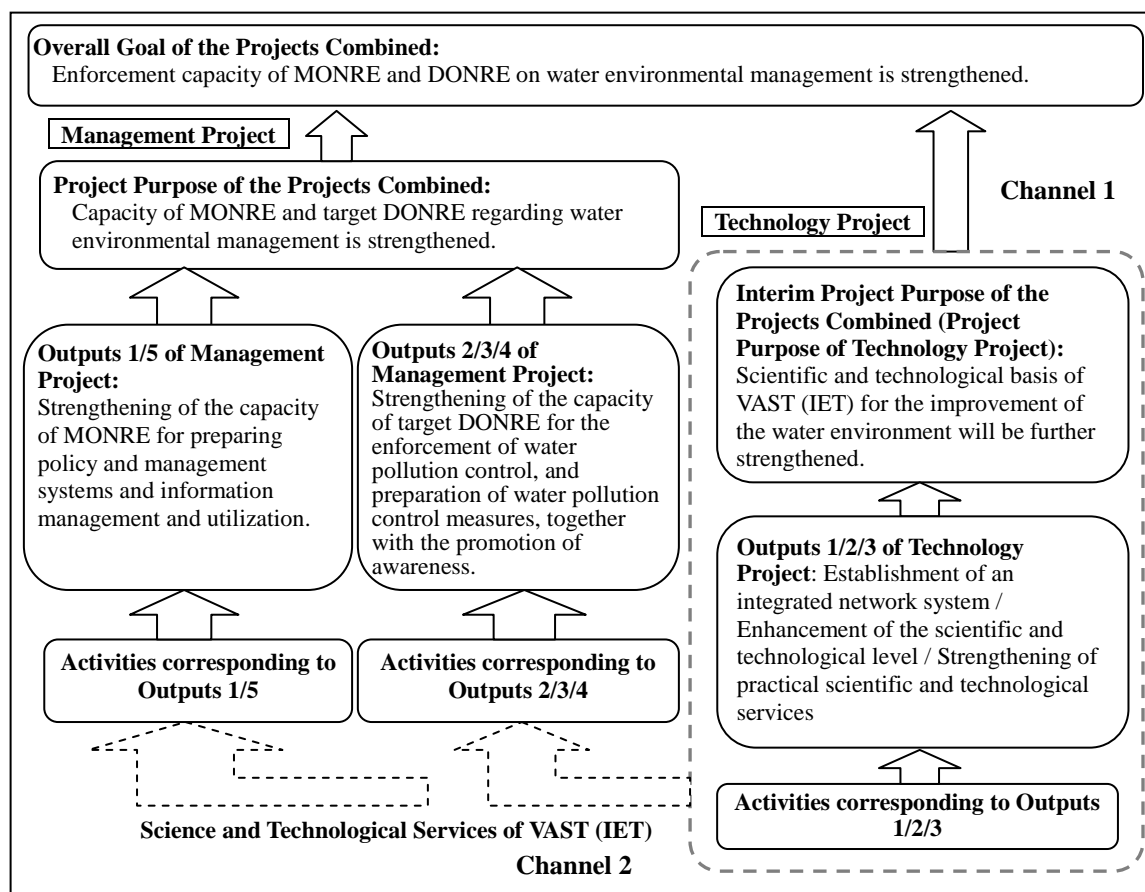 Overall Goal of the Projects Combined:
Enforcement capacity of MONRE and DONRE on water environmental management is strengthened.
Management Project
Project Purpose of the Projects Combined:
Capacity of MONRE and target DONRE regarding water
environmental management is strengthened.
Channel 1
Technology Project
Outputs 1/5 of Management
Project:
Strengthening of the capacity
of MONRE for preparing
policy and management
systems and information
management and utilization.
Outputs 2/3/4 of
Management Project:
Strengthening of the capacity
of target DONRE for the
enforcement of water
pollution control, and
preparation of water pollution
control measures, together
with the promotion of
awareness.
Interim Project Purpose of the
Projects Combined (Project
Purpose of Technology Project):
Scientific and technological basis of
VAST (IET) for the improvement of
the water environment will be further
strengthened.
Outputs 1/2/3 of Technology
Project: Establishment of an
integrated network system /
Enhancement of the scientific and
technological level / Strengthening of
practical scientific and technological
services
Activities corresponding to
Outputs 1/5
Activities corresponding to
Outputs 2/3/4
Activities corresponding to Outputs
1/2/3
Science and Technological Services of VAST (IET)
Channel 2